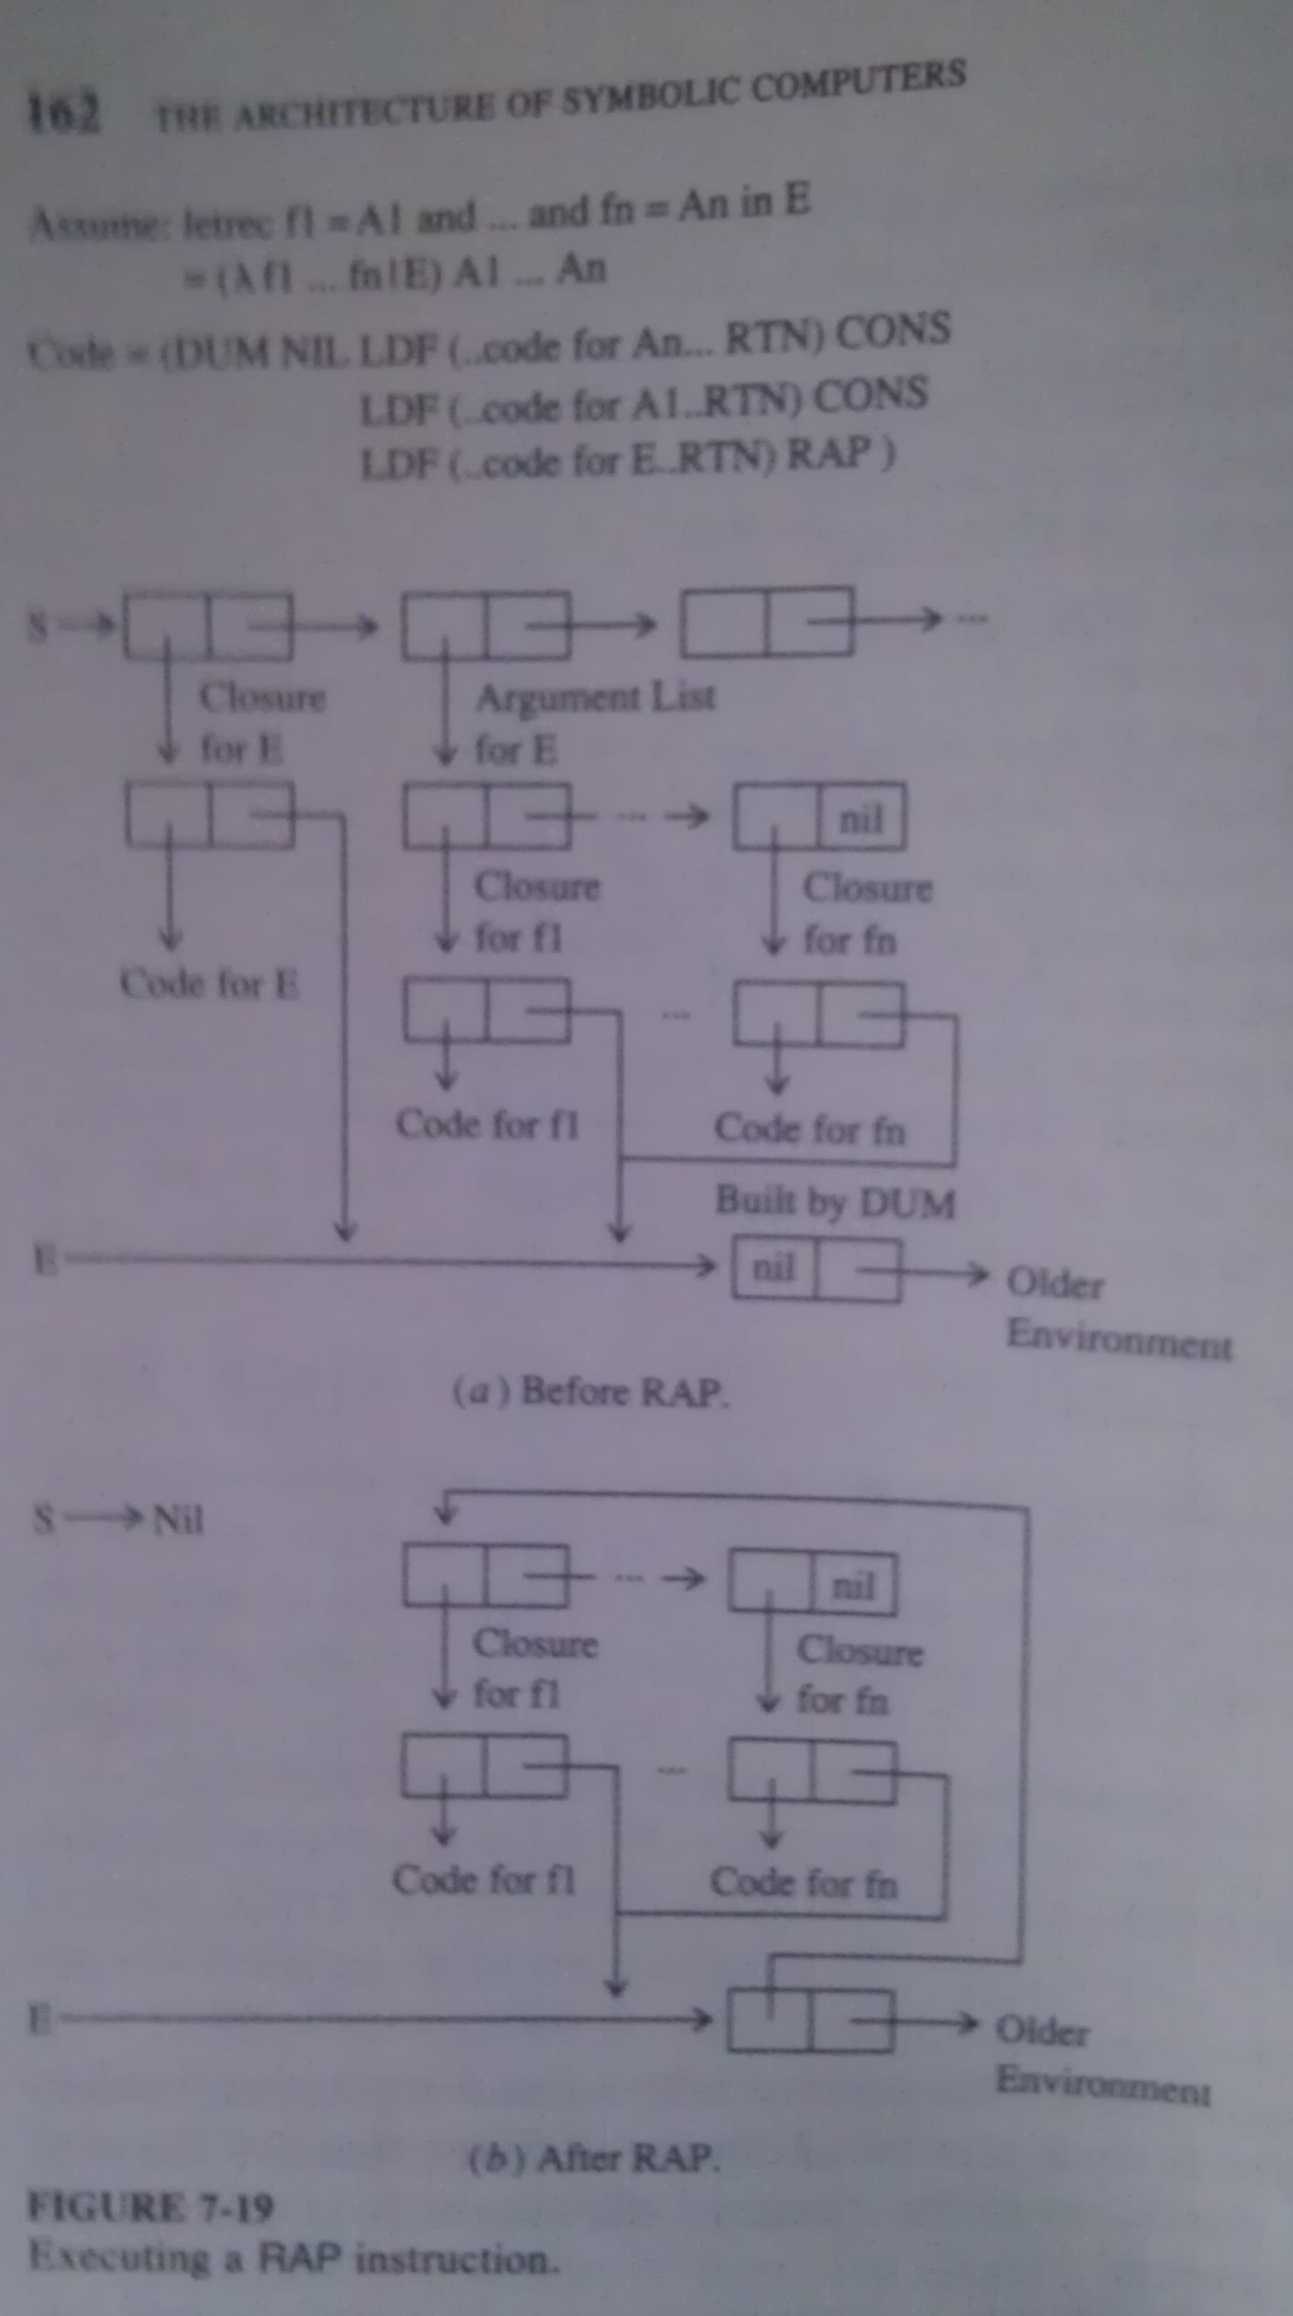 162 THE ARCHITECTURE OF SYMBOLIC COMPUTERS
Assume: letrec f1 = A1 and ... and fn = An in E
= (λ f1 ... fn|E) A1 ... An
Code = (DUM NIL LDF (..code for An... RTN) CONS
LDF (..code for A1..RTN) CONS
LDF (..code for E..RTN) RAP )
S ...
Closure Argument List
for E for E
... nil
Closure Closure
for f1 for fn
Code for E
...
Code for f1 Code for fn
Built by DUM
E nil Older
Environment
(a) Before RAP.
S Nil
... nil
Closure Closure
for f1 for fn
...
Code for f1 Code for fn
E Older
Environment
(b) After RAP.
FIGURE 7-19
Executing a RAP instruction.